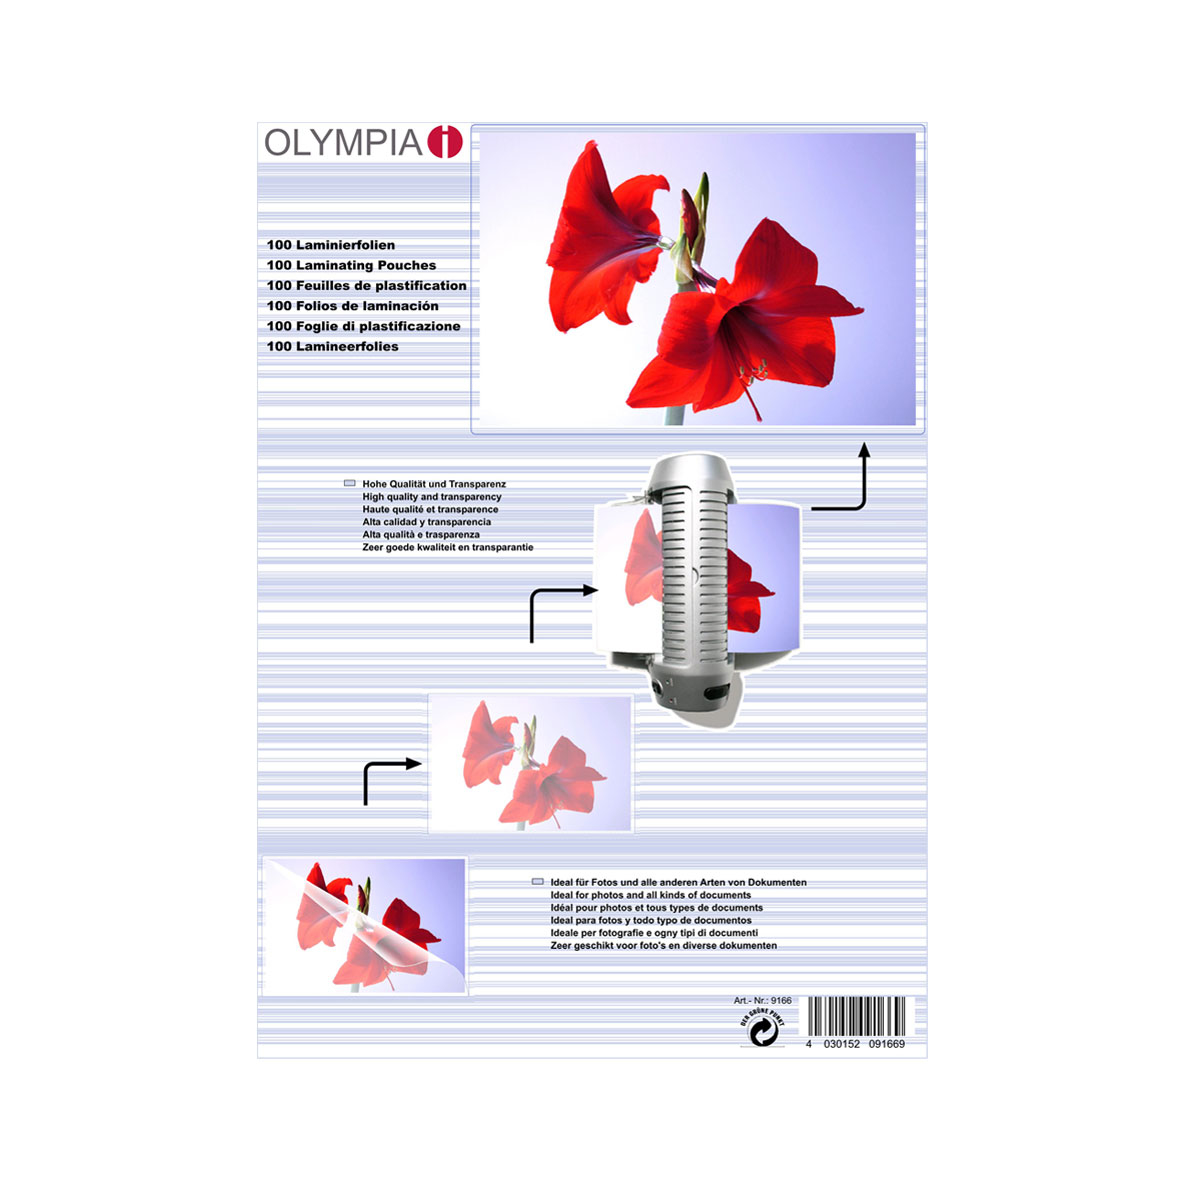 OLYMPIA
100 Laminierfolien
100 Laminating Pouches
100 Feuilles de plastification
100 Folios de laminación
100 Foglie di plastificazione
100 Lamineerfolies
Hohe Qualität und Transparenz
High quality and transparency
Haute qualité et transparence
Alta calidad y transparencia
Alta qualità e trasparenza
Zeer goede kwaliteit en transparantie
Ideal für Fotos und alle anderen Arten von Dokumenten
Ideal for photos and all kinds of documents
Idéal pour photos et tous types de documents
Ideal para fotos y todo typo de documentos
Ideale per fotografie e ogny tipi di documenti
Zeer geschikt voor foto's en diverse dokumenten
Art.- Nr.: 9166
DER GRÜNE PUNKT
4 030152 091669